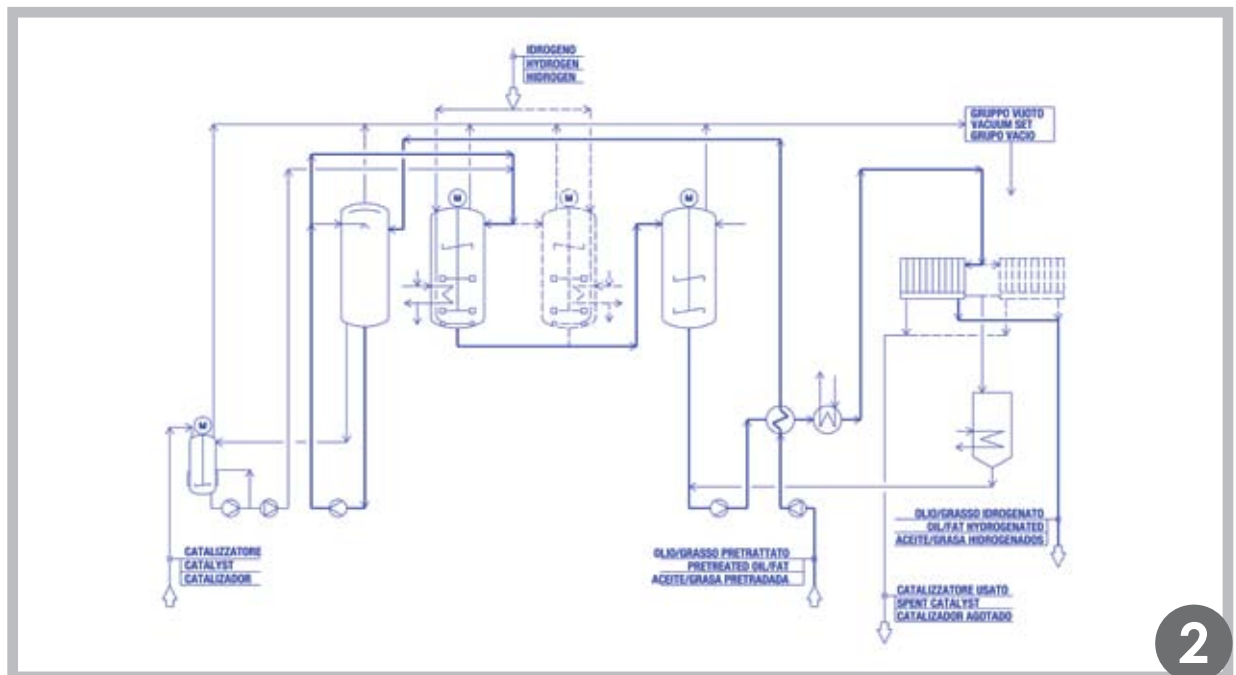 IDROGENO
HYDROGEN
HIDROGEN
GRUPPO VUOTO
VACUUM SET
GRUPO VACIO
M
M
M
M
CATALIZZATORE
CATALYST
CATALIZADOR
OLIO/GRASSO PRETRATTATO
PRETREATED OIL/FAT
ACEITE/GRASA PRETRADADA
OLIO/GRASSO IDROGENATO
OIL/FAT HYDROGENATED
ACEITE/GRASA HIDROGENADOS
CATALIZZATORE USATO
SPENT CATALYST
CATALIZADOR AGOTADO
2